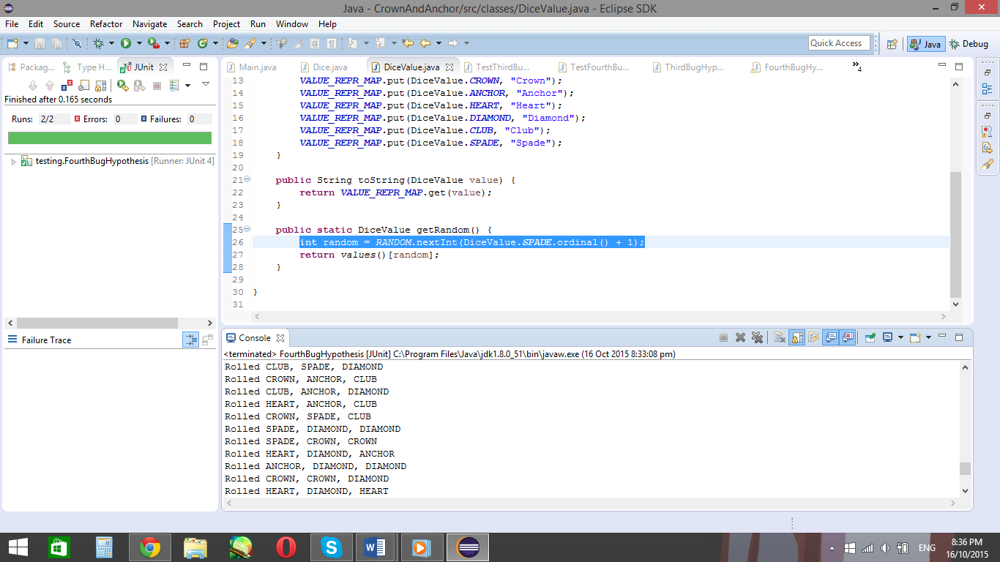 Java - CrownAndAnchor/src/classes/DiceValue.java - Eclipse SDK
File Edit Source Refactor Navigate Search Project Run Window Help
Quick Access Java Debug
Packag... Type H... JUnit
Finished after 0.165 seconds
Runs: 2/2 Errors: 0 Failures: 0
testing.FourthBugHypothesis [Runner: JUnit 4]
Failure Trace
Main.java Dice.java DiceValue.java TestThirdBu... TestFourthBu... ThirdBugHyp... FourthBugHy... »4
13 VALUE_REPR_MAP.put(DiceValue.CROWN, "Crown");
14 VALUE_REPR_MAP.put(DiceValue.ANCHOR, "Anchor");
15 VALUE_REPR_MAP.put(DiceValue.HEART, "Heart");
16 VALUE_REPR_MAP.put(DiceValue.DIAMOND, "Diamond");
17 VALUE_REPR_MAP.put(DiceValue.CLUB, "Club");
18 VALUE_REPR_MAP.put(DiceValue.SPADE, "Spade");
19 }
20
21 public String toString(DiceValue value) {
22 return VALUE_REPR_MAP.get(value);
23 }
24
25 public static DiceValue getRandom() {
26 int random = RANDOM.nextInt(DiceValue.SPADE.ordinal() + 1);
27 return values()[random];
28 }
29
30 }
31
Console
<terminated> FourthBugHypothesis [JUnit] C:\Program Files\Java\jdk1.8.0_51\bin\javaw.exe (16 Oct 2015 8:33:08 pm)
Rolled CLUB, SPADE, DIAMOND
Rolled CROWN, ANCHOR, CLUB
Rolled CLUB, ANCHOR, DIAMOND
Rolled HEART, ANCHOR, CLUB
Rolled CROWN, SPADE, CLUB
Rolled SPADE, DIAMOND, DIAMOND
Rolled SPADE, CROWN, CROWN
Rolled HEART, DIAMOND, ANCHOR
Rolled ANCHOR, DIAMOND, DIAMOND
Rolled CROWN, CROWN, DIAMOND
Rolled HEART, DIAMOND, HEART
ENG
8:36 PM
16/10/2015